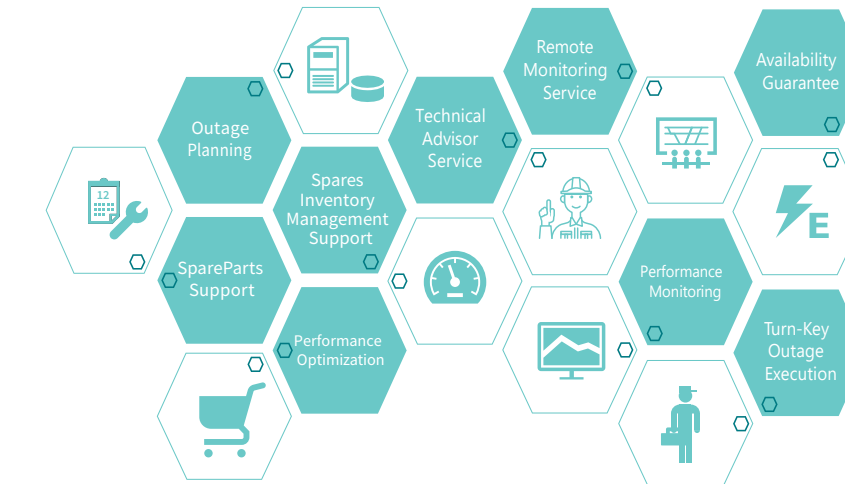 Remote
Monitoring
Service
Availability
Guarantee
Outage
Planning
Technical
Advisor
Service
12
Spares
Inventory
Management
Support
E
SpareParts
Support
Performance
Monitoring
Performance
Optimization
Turn-Key
Outage
Execution